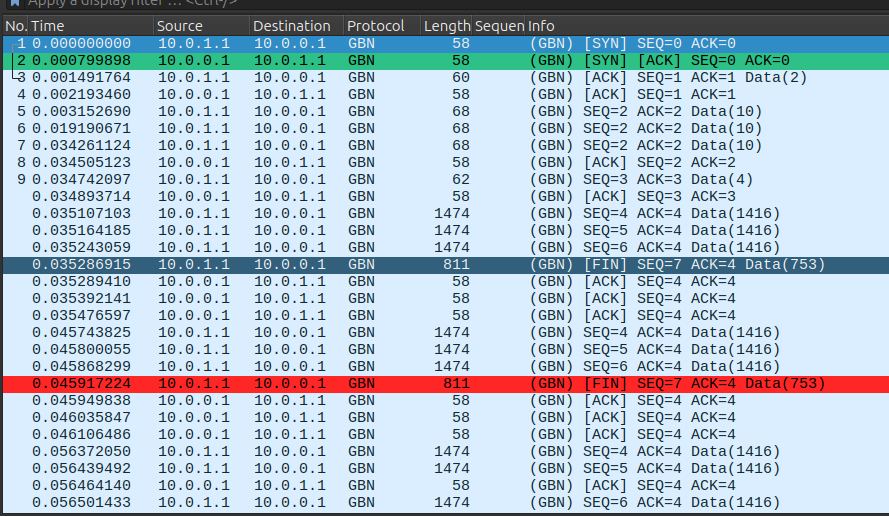 Apply a display filter … <Ctrl-/>
No. Time Source Destination Protocol Length Sequen Info
1 0.000000000 10.0.1.1 10.0.0.1 GBN 58 (GBN) [SYN] SEQ=0 ACK=0
2 0.000799898 10.0.0.1 10.0.1.1 GBN 58 (GBN) [SYN] [ACK] SEQ=0 ACK=0
3 0.001491764 10.0.1.1 10.0.0.1 GBN 60 (GBN) [ACK] SEQ=1 ACK=1 Data(2)
4 0.002193460 10.0.0.1 10.0.1.1 GBN 58 (GBN) [ACK] SEQ=1 ACK=1
5 0.003152690 10.0.1.1 10.0.0.1 GBN 68 (GBN) SEQ=2 ACK=2 Data(10)
6 0.019190671 10.0.1.1 10.0.0.1 GBN 68 (GBN) SEQ=2 ACK=2 Data(10)
7 0.034261124 10.0.1.1 10.0.0.1 GBN 68 (GBN) SEQ=2 ACK=2 Data(10)
8 0.034505123 10.0.0.1 10.0.1.1 GBN 58 (GBN) [ACK] SEQ=2 ACK=2
9 0.034742097 10.0.1.1 10.0.0.1 GBN 62 (GBN) SEQ=3 ACK=3 Data(4)
0.034893714 10.0.0.1 10.0.1.1 GBN 58 (GBN) [ACK] SEQ=3 ACK=3
0.035107103 10.0.1.1 10.0.0.1 GBN 1474 (GBN) SEQ=4 ACK=4 Data(1416)
0.035164185 10.0.1.1 10.0.0.1 GBN 1474 (GBN) SEQ=5 ACK=4 Data(1416)
0.035243059 10.0.1.1 10.0.0.1 GBN 1474 (GBN) SEQ=6 ACK=4 Data(1416)
0.035286915 10.0.1.1 10.0.0.1 GBN 811 (GBN) [FIN] SEQ=7 ACK=4 Data(753)
0.035289410 10.0.0.1 10.0.1.1 GBN 58 (GBN) [ACK] SEQ=4 ACK=4
0.035392141 10.0.0.1 10.0.1.1 GBN 58 (GBN) [ACK] SEQ=4 ACK=4
0.035476597 10.0.0.1 10.0.1.1 GBN 58 (GBN) [ACK] SEQ=4 ACK=4
0.045743825 10.0.1.1 10.0.0.1 GBN 1474 (GBN) SEQ=4 ACK=4 Data(1416)
0.045800055 10.0.1.1 10.0.0.1 GBN 1474 (GBN) SEQ=5 ACK=4 Data(1416)
0.045868299 10.0.1.1 10.0.0.1 GBN 1474 (GBN) SEQ=6 ACK=4 Data(1416)
0.045917224 10.0.1.1 10.0.0.1 GBN 811 (GBN) [FIN] SEQ=7 ACK=4 Data(753)
0.045949838 10.0.0.1 10.0.1.1 GBN 58 (GBN) [ACK] SEQ=4 ACK=4
0.046035847 10.0.0.1 10.0.1.1 GBN 58 (GBN) [ACK] SEQ=4 ACK=4
0.046106486 10.0.0.1 10.0.1.1 GBN 58 (GBN) [ACK] SEQ=4 ACK=4
0.056372050 10.0.1.1 10.0.0.1 GBN 1474 (GBN) SEQ=4 ACK=4 Data(1416)
0.056439492 10.0.1.1 10.0.0.1 GBN 1474 (GBN) SEQ=5 ACK=4 Data(1416)
0.056464140 10.0.0.1 10.0.1.1 GBN 58 (GBN) [ACK] SEQ=4 ACK=4
0.056501433 10.0.1.1 10.0.0.1 GBN 1474 (GBN) SEQ=6 ACK=4 Data(1416)